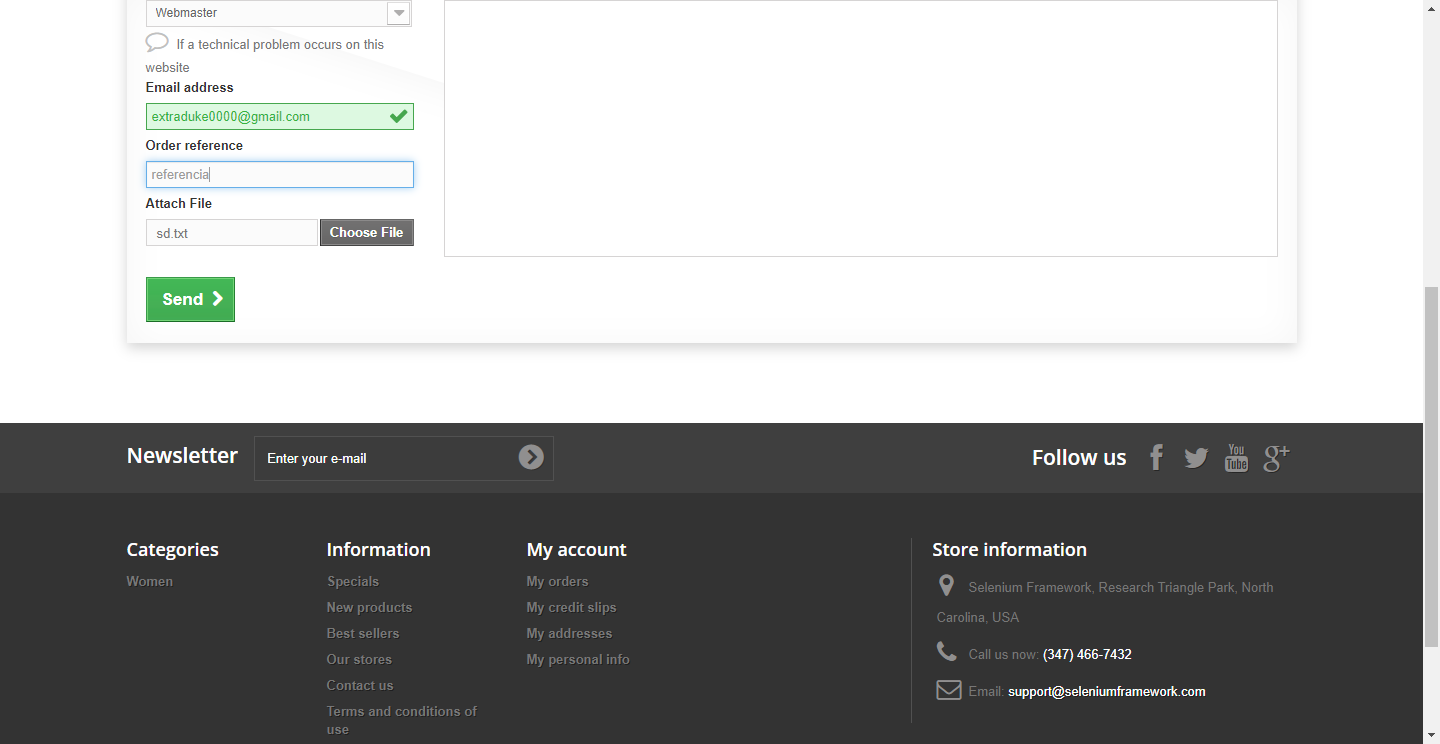 Webmaster
If a technical problem occurs on this
website
Email address
extraduke0000@gmail.com
Order reference
referencia
Attach File
sd.txt
Choose File
Send
Newsletter
Enter your e-mail
Follow us
You
Tube
g+
Categories
Women
Information
Specials
New products
Best sellers
Our stores
Contact us
Terms and conditions of
use
My account
My orders
My credit slips
My addresses
My personal info
Store information
Selenium Framework, Research Triangle Park, North
Carolina, USA
Call us now: (347) 466-7432
Email: support@seleniumframework.com